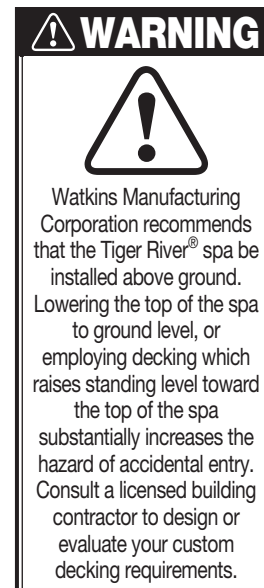 WARNING
Watkins Manufacturing
Corporation recommends
that the Tiger River® spa be
installed above ground.
Lowering the top of the spa
to ground level, or
employing decking which
raises standing level toward
the top of the spa
substantially increases the
hazard of accidental entry.
Consult a licensed building
contractor to design or
evaluate your custom
decking requirements.